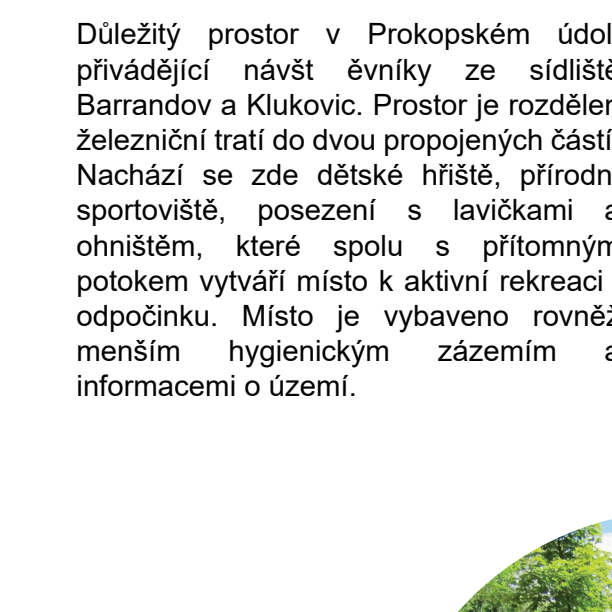 Důležitý prostor v Prokopském údol
přivádějící návšt ěvníky ze sídliště
Barrandov a Klukovic. Prostor je rozdělen
železniční tratí do dvou propojených částí
Nachází se zde dětské hřiště, přírodn
sportoviště, posezení s lavičkami a
ohništěm, které spolu s přítomným
potokem vytváří místo k aktivní rekreaci
odpočinku. Místo je vybaveno rovněž
menším hygienickým zázemím a
informacemi o území.